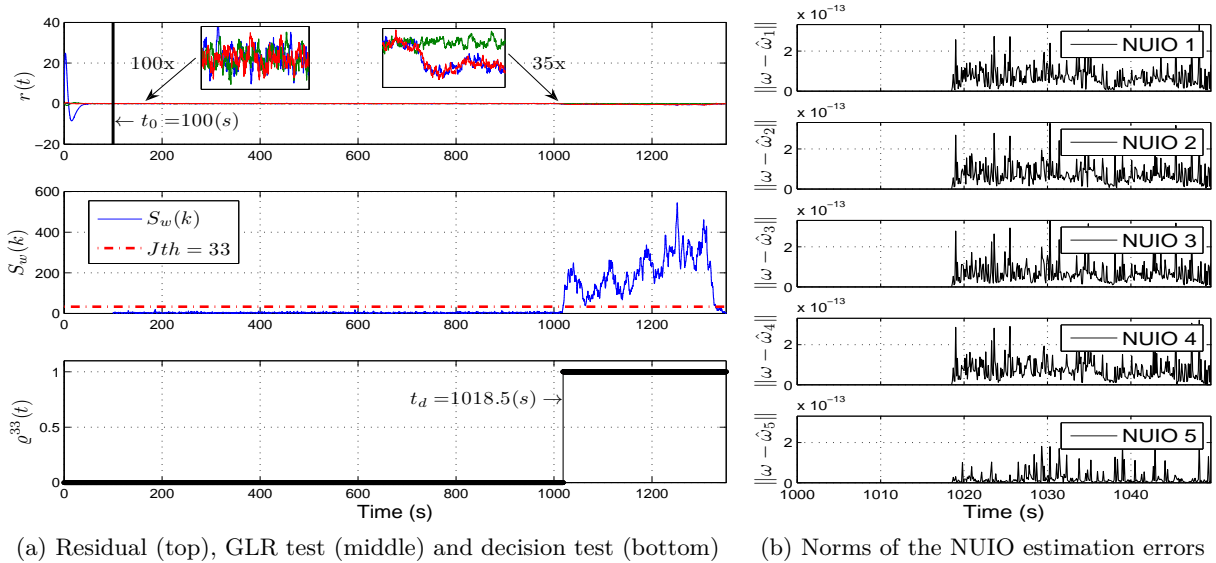 40
20
0
−20
r(t)
100x
35x
← t₀ =100(s)
0 200 400 600 800 1000 1200
600
400
200
0
S_w(k)
S_w(k)
Jth = 33
0 200 400 600 800 1000 1200
1
0.5
0
ϱ³³(t)
t_d =1018.5(s) →
0 200 400 600 800 1000 1200
Time (s)
(a) Residual (top), GLR test (middle) and decision test (bottom)
x 10⁻¹³
2
0
||ω − ω̂₁||
NUIO 1
x 10⁻¹³
2
0
||ω − ω̂₂||
NUIO 2
x 10⁻¹³
2
0
||ω − ω̂₃||
NUIO 3
x 10⁻¹³
2
0
||ω − ω̂₄||
NUIO 4
x 10⁻¹³
2
0
||ω − ω̂₅||
NUIO 5
1000 1010 1020 1030 1040
Time (s)
(b) Norms of the NUIO estimation errors